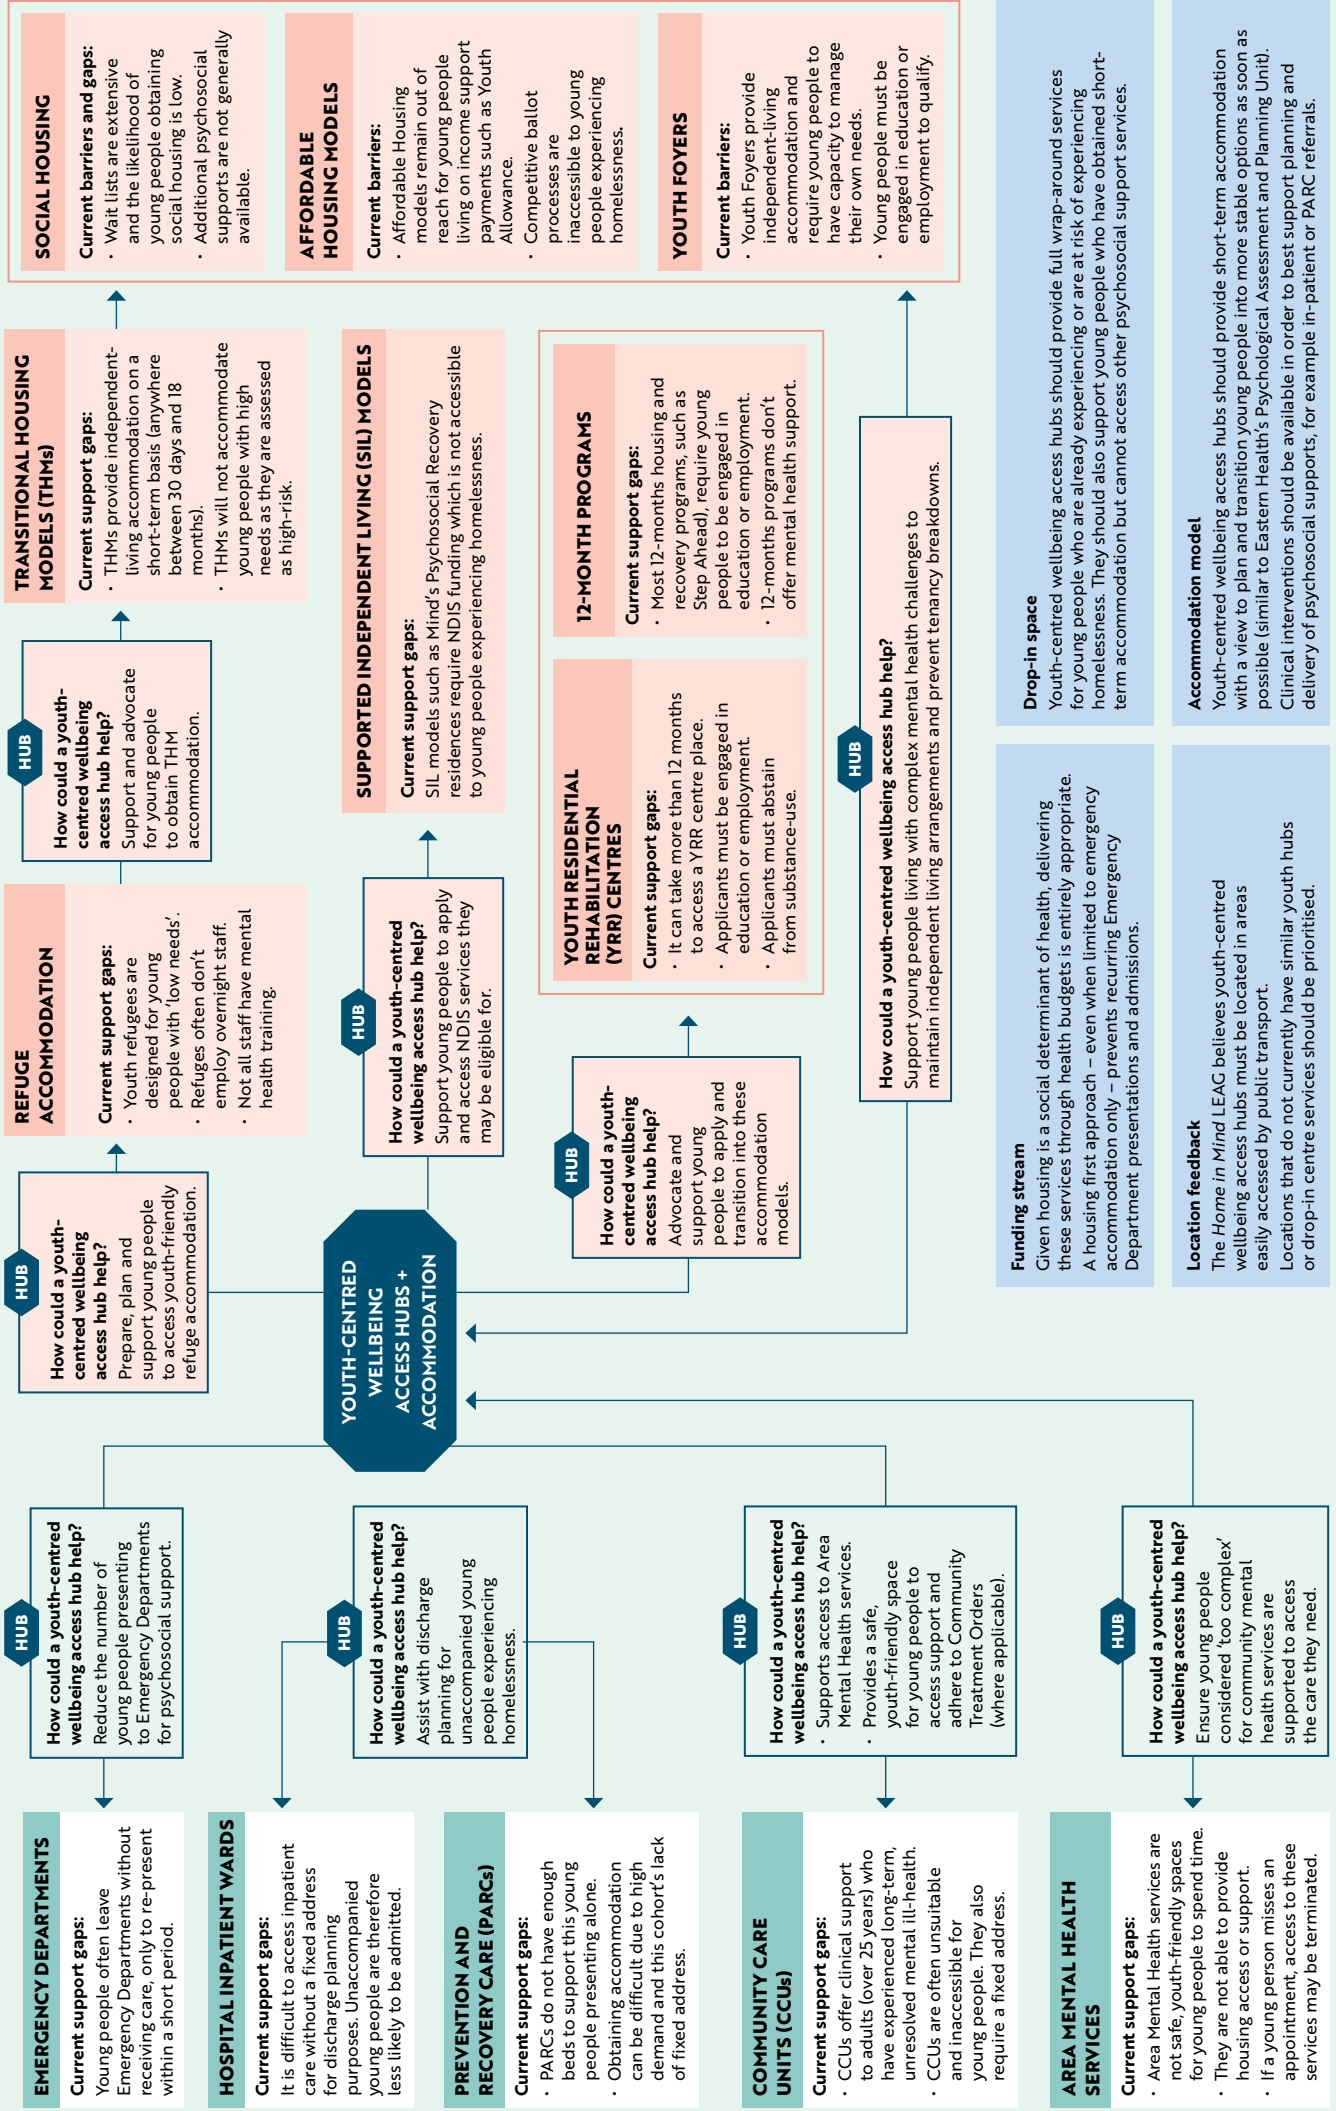 EMERGENCY DEPARTMENTS
Current support gaps:
Young people often leave
Emergency Departments without
receiving care, only to re-present
within a short period.
HOSPITAL INPATIENT WARDS
Current support gaps:
It is difficult to access inpatient
care without a fixed address
for discharge planning
purposes. Unaccompanied
young people are therefore
less likely to be admitted.
PREVENTION AND
RECOVERY CARE (PARCs)
Current support gaps:
• PARCs do not have enough
beds to support this young
people presenting alone.
• Obtaining accommodation
can be difficult due to high
demand and this cohort's lack
of fixed address.
COMMUNITY CARE
UNITS (CCUs)
Current support gaps:
• CCUs offer clinical support
to adults (over 25 years) who
have experienced long-term,
unresolved mental ill-health.
• CCUs are often unsuitable
and inaccessible for
young people. They also
require a fixed address.
AREA MENTAL HEALTH
SERVICES
Current support gaps:
• Area Mental Health services are
not safe, youth-friendly spaces
for young people to spend time.
• They are not able to provide
housing access or support.
• If a young person misses an
appointment, access to these
services may be terminated.
HUB
How could a youth-centred
wellbeing access hub help?
Reduce the number of
young people presenting
to Emergency Departments
for psychosocial support.
HUB
How could a youth-centred
wellbeing access hub help?
Assist with discharge
planning for
unaccompanied young
people experiencing
homelessness.
HUB
How could a youth-centred
wellbeing access hub help?
• Supports access to Area
Mental Health services.
• Provides a safe,
youth-friendly space
for young people to
access support and
adhere to Community
Treatment Orders
(where applicable).
HUB
How could a youth-centred
wellbeing access hub help?
Ensure young people
considered 'too complex'
for community mental
health services are
supported to access
the care they need.
YOUTH-CENTRED
WELLBEING
ACCESS HUBS +
ACCOMMODATION
HUB
How could a youth-
centred wellbeing
access hub help?
Prepare, plan and
support young people
to access youth-friendly
refuge accommodation.
REFUGE
ACCOMMODATION
Current support gaps:
• Youth refugees are
designed for young
people with 'low needs'.
• Refuges often don't
employ overnight staff.
• Not all staff have mental
health training.
HUB
How could a youth-
centred wellbeing
access hub help?
Support and advocate
for young people
to obtain THM
accommodation.
TRANSITIONAL HOUSING
MODELS (THMs)
Current support gaps:
• THMs provide independent-
living accommodation on a
short-term basis (anywhere
between 30 days and 18
months).
• THMs will not accommodate
young people with high
needs as they are assessed
as high-risk.
HUB
How could a youth-centred
wellbeing access hub help?
Support young people to apply
and access NDIS services they
may be eligible for.
SUPPORTED INDEPENDENT LIVING (SIL) MODELS
Current support gaps:
SIL models such as Mind's Psychosocial Recovery
residences require NDIS funding which is not accessible
to young people experiencing homelessness.
HUB
How could a youth-
centred wellbeing
access hub help?
Advocate and
support young
people to apply and
transition into these
accommodation
models.
YOUTH RESIDENTIAL
REHABILITATION
(YRR) CENTRES
Current support gaps:
• It can take more than 12 months
to access a YRR centre place.
• Applicants must be engaged in
education or employment.
• Applicants must abstain
from substance-use.
12-MONTH PROGRAMS
Current support gaps:
• Most 12-months housing and
recovery programs, such as
Step Ahead), require young
people to be engaged in
education or employment.
• 12-months programs don't
offer mental health support.
HUB
How could a youth-centred wellbeing access hub help?
Support young people living with complex mental health challenges to
maintain independent living arrangements and prevent tenancy breakdowns.
SOCIAL HOUSING
Current barriers and gaps:
• Wait lists are extensive
and the likelihood of
young people obtaining
social housing is low.
• Additional psychosocial
supports are not generally
available.
AFFORDABLE
HOUSING MODELS
Current barriers:
• Affordable Housing
models remain out of
reach for young people
living on income support
payments such as Youth
Allowance.
• Competitive ballot
processes are
inaccessible to young
people experiencing
homelessness.
YOUTH FOYERS
Current barriers:
• Youth Foyers provide
independent-living
accommodation and
require young people to
have capacity to manage
their own needs.
• Young people must be
engaged in education or
employment to qualify.
Funding stream
Given housing is a social determinant of health, delivering
these services through health budgets is entirely appropriate.
A housing first approach – even when limited to emergency
accommodation only – prevents recurring Emergency
Department presentations and admissions.
Drop-in space
Youth-centred wellbeing access hubs should provide full wrap-around services
for young people who are already experiencing or are at risk of experiencing
homelessness. They should also support young people who have obtained short-
term accommodation but cannot access other psychosocial support services.
Location feedback
The Home in Mind LEAG believes youth-centred
wellbeing access hubs must be located in areas
easily accessed by public transport.
Locations that do not currently have similar youth hubs
or drop-in centre services should be prioritised.
Accommodation model
Youth-centred wellbeing access hubs should provide short-term accommodation
with a view to plan and transition young people into more stable options as soon as
possible (similar to Eastern Health's Psychological Assessment and Planning Unit).
Clinical interventions should be available in order to best support planning and
delivery of psychosocial supports, for example in-patient or PARC referrals.